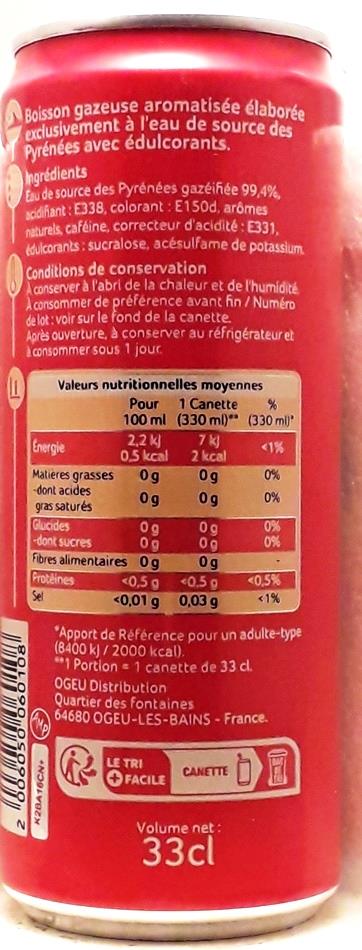 Boisson gazeuse aromatisée élaborée
exclusivement à l'eau de source des
Pyrénées avec édulcorants.
Ingrédients
Eau de source des Pyrénées gazéifiée 99,4%,
acidifiant : E338, colorant : E150d, arômes
naturels, caféine, correcteur d'acidité : E331,
édulcorants : sucralose, acésulfame de potassium.
Conditions de conservation
À conserver à l'abri de la chaleur et de l'humidité.
À consommer de préférence avant fin / Numéro
de lot : voir sur le fond de la canette.
Après ouverture, à conserver au réfrigérateur et
à consommer sous 1 jour.
Valeurs nutritionnelles moyennes
Pour 1 Canette %
100 ml (330 ml)** (330 ml)*
Énergie 2,2 kJ 7 kJ <1%
0,5 kcal 2 kcal
Matières grasses 0 g 0 g 0%
-dont acides
gras saturés 0 g 0 g 0%
Glucides 0 g 0 g 0%
-dont sucres 0 g 0 g 0%
Fibres alimentaires 0 g 0 g -
Protéines <0,5 g <0,5 g <0,5%
Sel <0,01 g 0,03 g <1%
*Apport de Référence pour un adulte-type
(8400 kJ / 2000 kcal).
**1 Portion = 1 canette de 33 cl.
OGEU Distribution
Quartier des fontaines
64680 OGEU-LES-BAINS - France.
2 006050 060108
K2BA16CN+
LE TRI
+ FACILE
CANETTE
BAC
DE
TRI
Volume net :
33cl